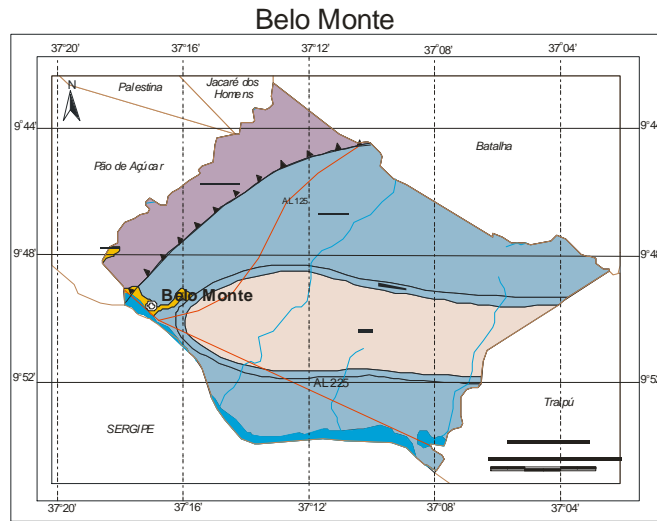 Belo Monte
37°20' 37°16' 37°12' 37°08' 37°04'
N
Palestina
Jacaré dos
Homens
9°44' 9°44
Pão de Açúcar
Batalha
AL 125
9°48' 9°48
Belo Monte
9°52' 9°52
AL 225
SERGIPE
Traipú
37°20' 37°16' 37°12' 37°08' 37°04'